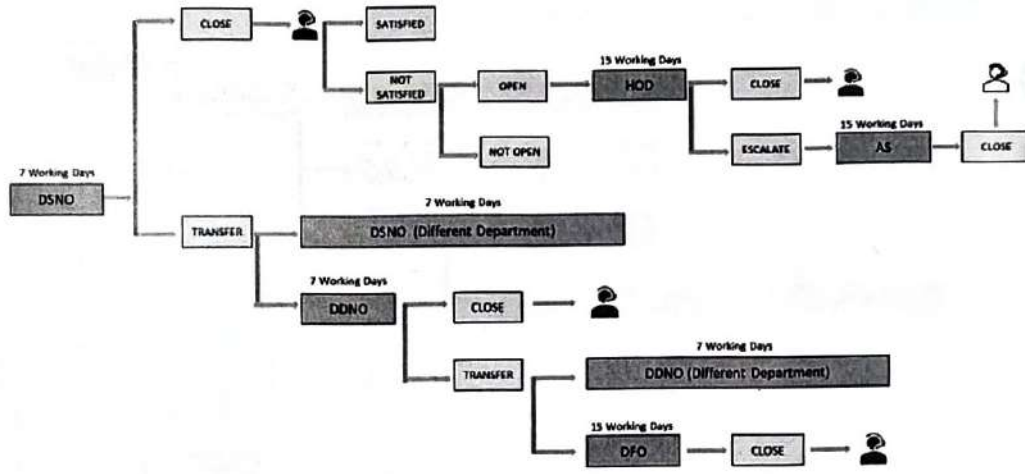 CLOSE
SATISFIED
NOT
SATISFIED
OPEN
NOT OPEN
15 Working Days
HOD
CLOSE
ESCALATE
15 Working Days
AS
CLOSE
7 Working Days
DSNO
TRANSFER
7 Working Days
DSNO (Different Department)
7 Working Days
DDNO
CLOSE
TRANSFER
7 Working Days
DDNO (Different Department)
15 Working Days
DFO
CLOSE